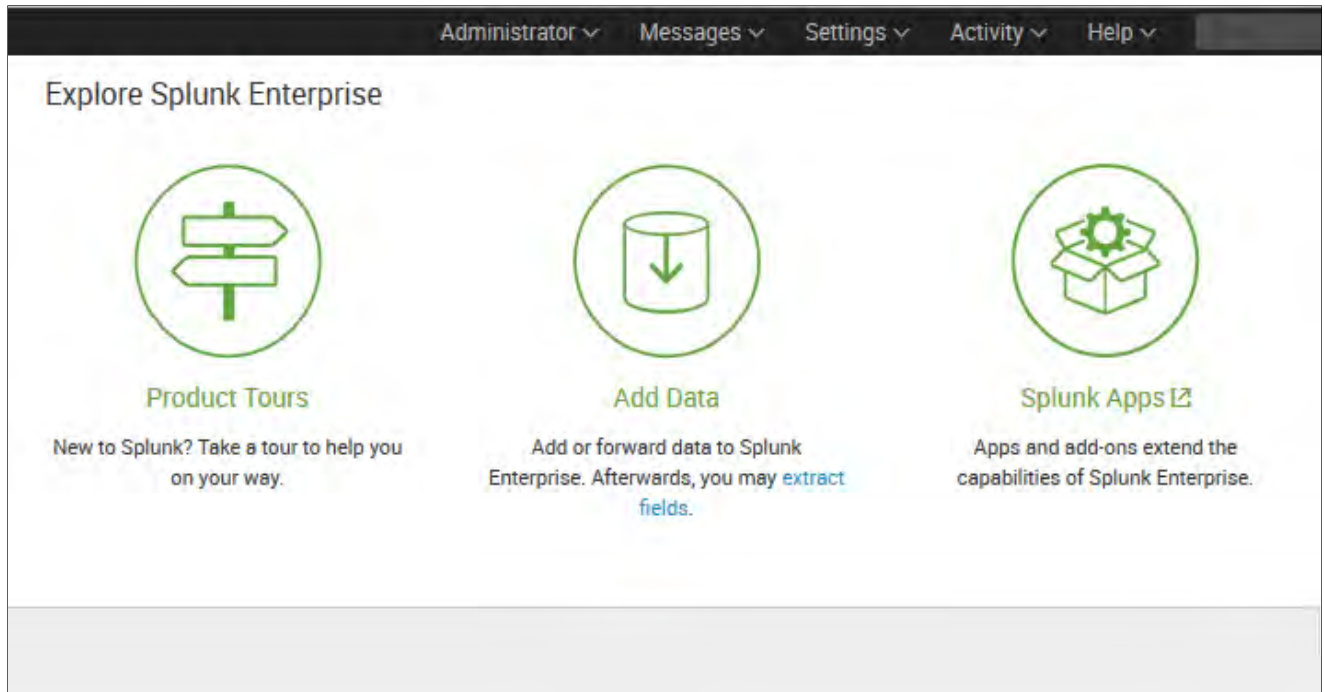 Administrator Messages Settings Activity Help
Explore Splunk Enterprise
Product Tours
New to Splunk? Take a tour to help you
on your way.
Add Data
Add or forward data to Splunk
Enterprise. Afterwards, you may extract
fields.
Splunk Apps
Apps and add-ons extend the
capabilities of Splunk Enterprise.